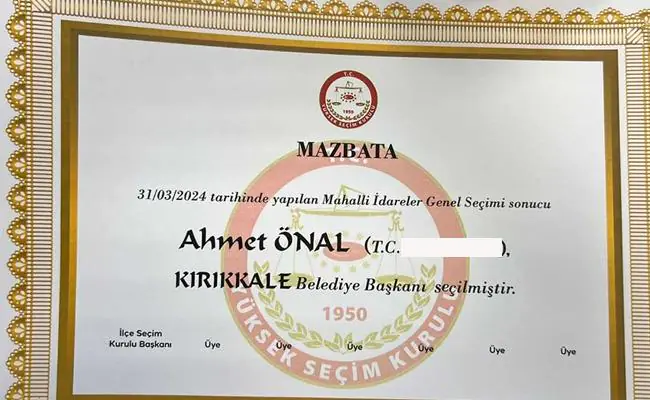 T.C.
1950
YÜKSEK SEÇİM KURULU
MAZBATA
31/03/2024 tarihinde yapılan Mahalli İdareler Genel Seçimi sonucu
Ahmet ÖNAL (T.C. ),
KIRIKKALE Belediye Başkanı seçilmiştir.
T.C.
1950
YÜKSEK SEÇİM KURULU
İlçe Seçim
Kurulu Başkanı Üye Üye Üye Üye Üye Üye